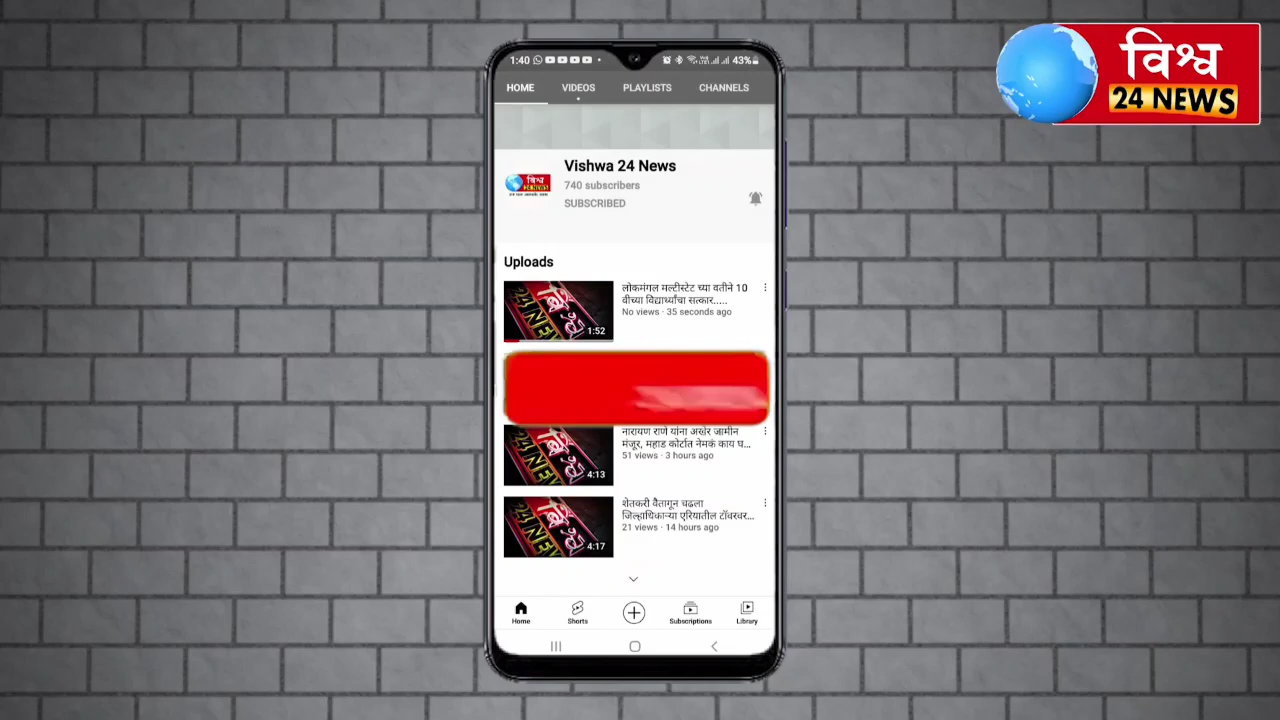 विश्व
24 NEWS
1:40
43%
HOME
VIDEOS
PLAYLISTS
CHANNELS
Vishwa 24 News
740 subscribers
SUBSCRIBED
Uploads
लोकमंगल मल्टीस्टेट च्या वतीने 10
वीच्या विद्यार्थ्यांचा सत्कार.....
No views · 35 seconds ago
1:52
नारायण राणे यांना अखेर जामीन
मंजूर, महाड कोर्टात नेमकं काय घ...
51 views · 3 hours ago
4:13
शेतकरी वैतागून चढला
जिल्हाधिकाऱ्या एरियातील टॉवरवर...
21 views · 14 hours ago
4:17
Home
Shorts
Subscriptions
Library